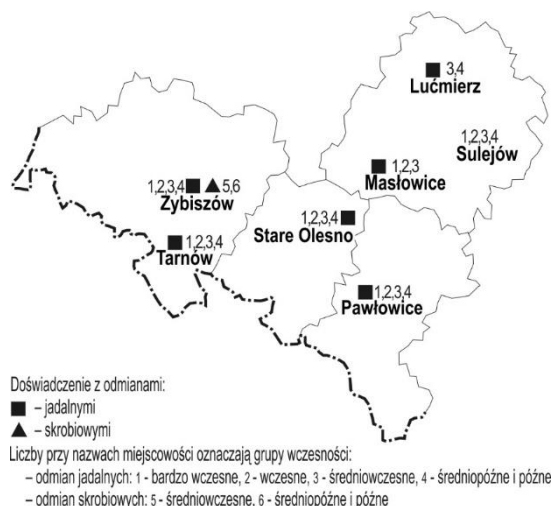 3,4
Lućmierz
1,2,3,4
Sulejów
1,2,3
Masłowice
1,2,3,4 5,6
Zybiszów
1,2,3,4
Stare Olesno
1,2,3,4
Tarnów
1,2,3,4
Pawłowice
Doświadczenie z odmianami:
– jadalnymi
– skrobiowymi
Liczby przy nazwach miejscowości oznaczają grupy wczesności:
– odmian jadalnych: 1 - bardzo wczesne, 2 - wczesne, 3 - średniowczesne, 4 - średniopóźne i późne
– odmian skrobiowych: 5 - średniowczesne, 6 - średniopóźne i późne